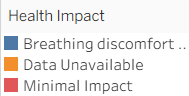 Health Impact
Breathing discomfort ..
Data Unavailable
Minimal Impact